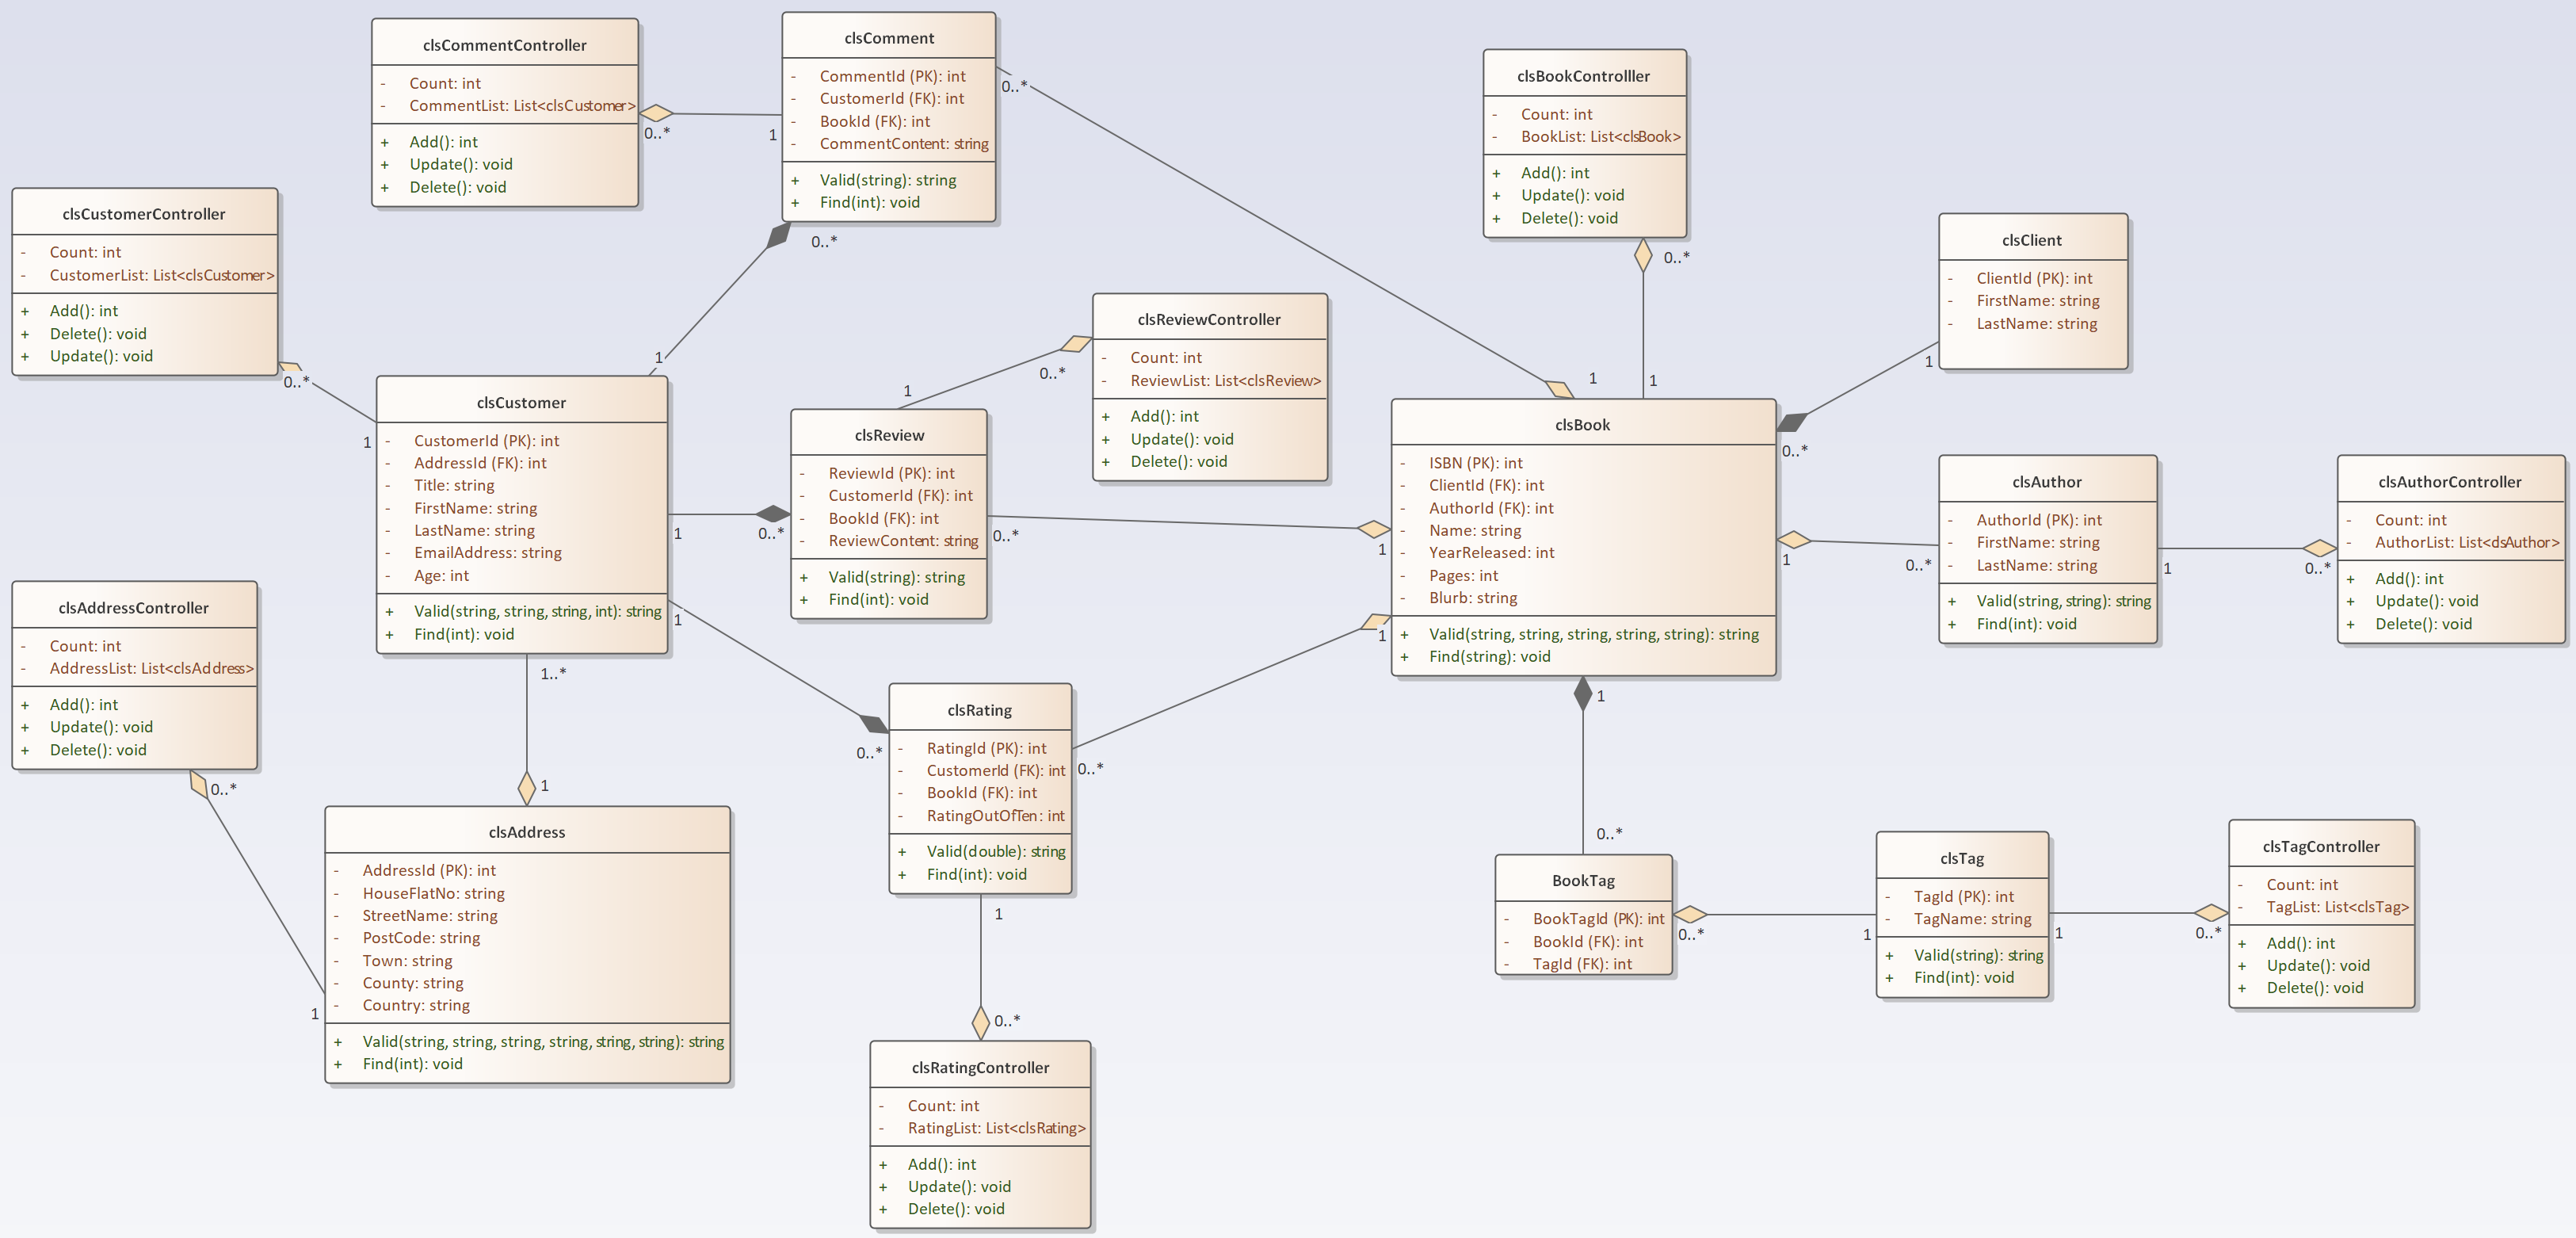 clsCommentController
- Count: int
- CommentList: List<clsCustomer>
+ Add(): int
+ Update(): void
+ Delete(): void
0..*
1
clsComment
- CommentId (PK): int
- CustomerId (FK): int
- BookId (FK): int
- CommentContent: string
+ Valid(string): string
+ Find(int): void
0..*
0..*
clsBookControlller
- Count: int
- BookList: List<clsBook>
+ Add(): int
+ Update(): void
+ Delete(): void
0..*
1
1
clsClient
- ClientId (PK): int
- FirstName: string
- LastName: string
1
0..*
clsCustomerController
- Count: int
- CustomerList: List<clsCustomer>
+ Add(): int
+ Delete(): void
+ Update(): void
0..*
1
1
clsCustomer
- CustomerId (PK): int
- AddressId (FK): int
- Title: string
- FirstName: string
- LastName: string
- EmailAddress: string
- Age: int
+ Valid(string, string, string, int): string
+ Find(int): void
1
0..*
1
1..*
1
clsReviewController
- Count: int
- ReviewList: List<clsReview>
+ Add(): int
+ Update(): void
+ Delete(): void
0..*
1
clsReview
- ReviewId (PK): int
- CustomerId (FK): int
- BookId (FK): int
- ReviewContent: string
+ Valid(string): string
+ Find(int): void
0..*
1
clsBook
- ISBN (PK): int
- ClientId (FK): int
- AuthorId (FK): int
- Name: string
- YearReleased: int
- Pages: int
- Blurb: string
+ Valid(string, string, string, string, string): string
+ Find(string): void
1
1
1
0..*
0..*
clsAuthor
- AuthorId (PK): int
- FirstName: string
- LastName: string
+ Valid(string, string): string
+ Find(int): void
1
0..*
clsAuthorController
- Count: int
- AuthorList: List<clsAuthor>
+ Add(): int
+ Update(): void
+ Delete(): void
clsAddressController
- Count: int
- AddressList: List<clsAddress>
+ Add(): int
+ Update(): void
+ Delete(): void
0..*
1
clsAddress
- AddressId (PK): int
- HouseFlatNo: string
- StreetName: string
- PostCode: string
- Town: string
- County: string
- Country: string
+ Valid(string, string, string, string, string, string): string
+ Find(int): void
clsRating
- RatingId (PK): int
- CustomerId (FK): int
- BookId (FK): int
- RatingOutOfTen: int
+ Valid(double): string
+ Find(int): void
0..*
0..*
1
0..*
clsRatingController
- Count: int
- RatingList: List<clsRating>
+ Add(): int
+ Update(): void
+ Delete(): void
BookTag
- BookTagId (PK): int
- BookId (FK): int
- TagId (FK): int
0..*
1
clsTag
- TagId (PK): int
- TagName: string
+ Valid(string): string
+ Find(int): void
1
0..*
clsTagController
- Count: int
- TagList: List<clsTag>
+ Add(): int
+ Update(): void
+ Delete(): void